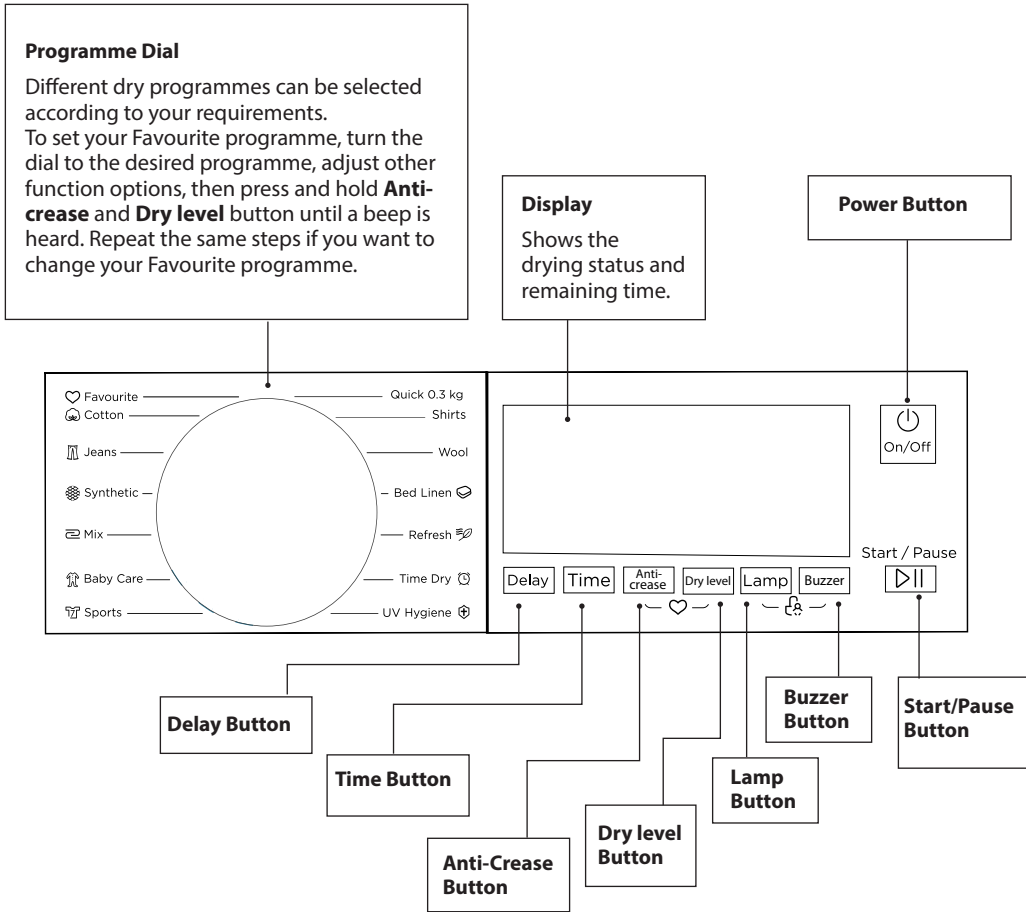 Programme Dial
Different dry programmes can be selected
according to your requirements.
To set your Favourite programme, turn the
dial to the desired programme, adjust other
function options, then press and hold Anti-
crease and Dry level button until a beep is
heard. Repeat the same steps if you want to
change your Favourite programme.
Display
Shows the
drying status and
remaining time.
Power Button
Favourite
Cotton
Jeans
Synthetic
Mix
Baby Care
Sports
Quick 0.3 kg
Shirts
Wool
Bed Linen
Refresh
Time Dry
UV Hygiene
On/Off
Start / Pause
Delay
Time
Anti-
crease
Dry level
Lamp
Buzzer
Delay Button
Time Button
Anti-Crease
Button
Dry level
Button
Lamp
Button
Buzzer
Button
Start/Pause
Button